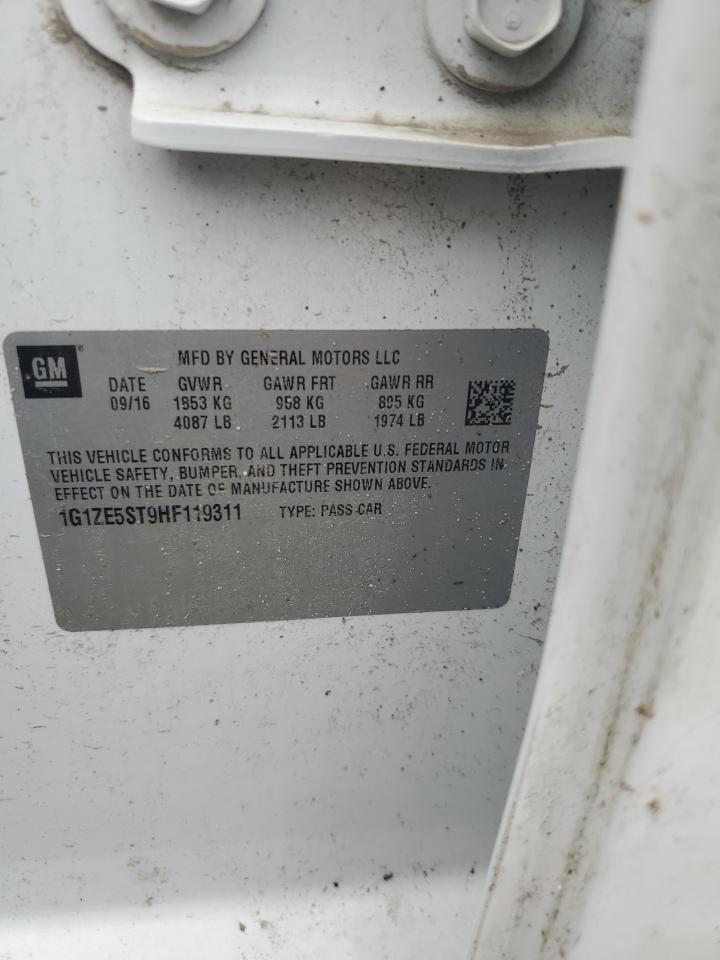 GM
MFD BY GENERAL MOTORS LLC
DATE GVWR GAWR FRT GAWR RR
09/16 1853 KG 958 KG 895 KG
4087 LB 2113 LB 1974 LB
THIS VEHICLE CONFORMS TO ALL APPLICABLE U.S. FEDERAL MOTOR
VEHICLE SAFETY, BUMPER, AND THEFT PREVENTION STANDARDS IN
EFFECT ON THE DATE OF MANUFACTURE SHOWN ABOVE.
1G1ZE5ST9HF119311 TYPE: PASS CAR